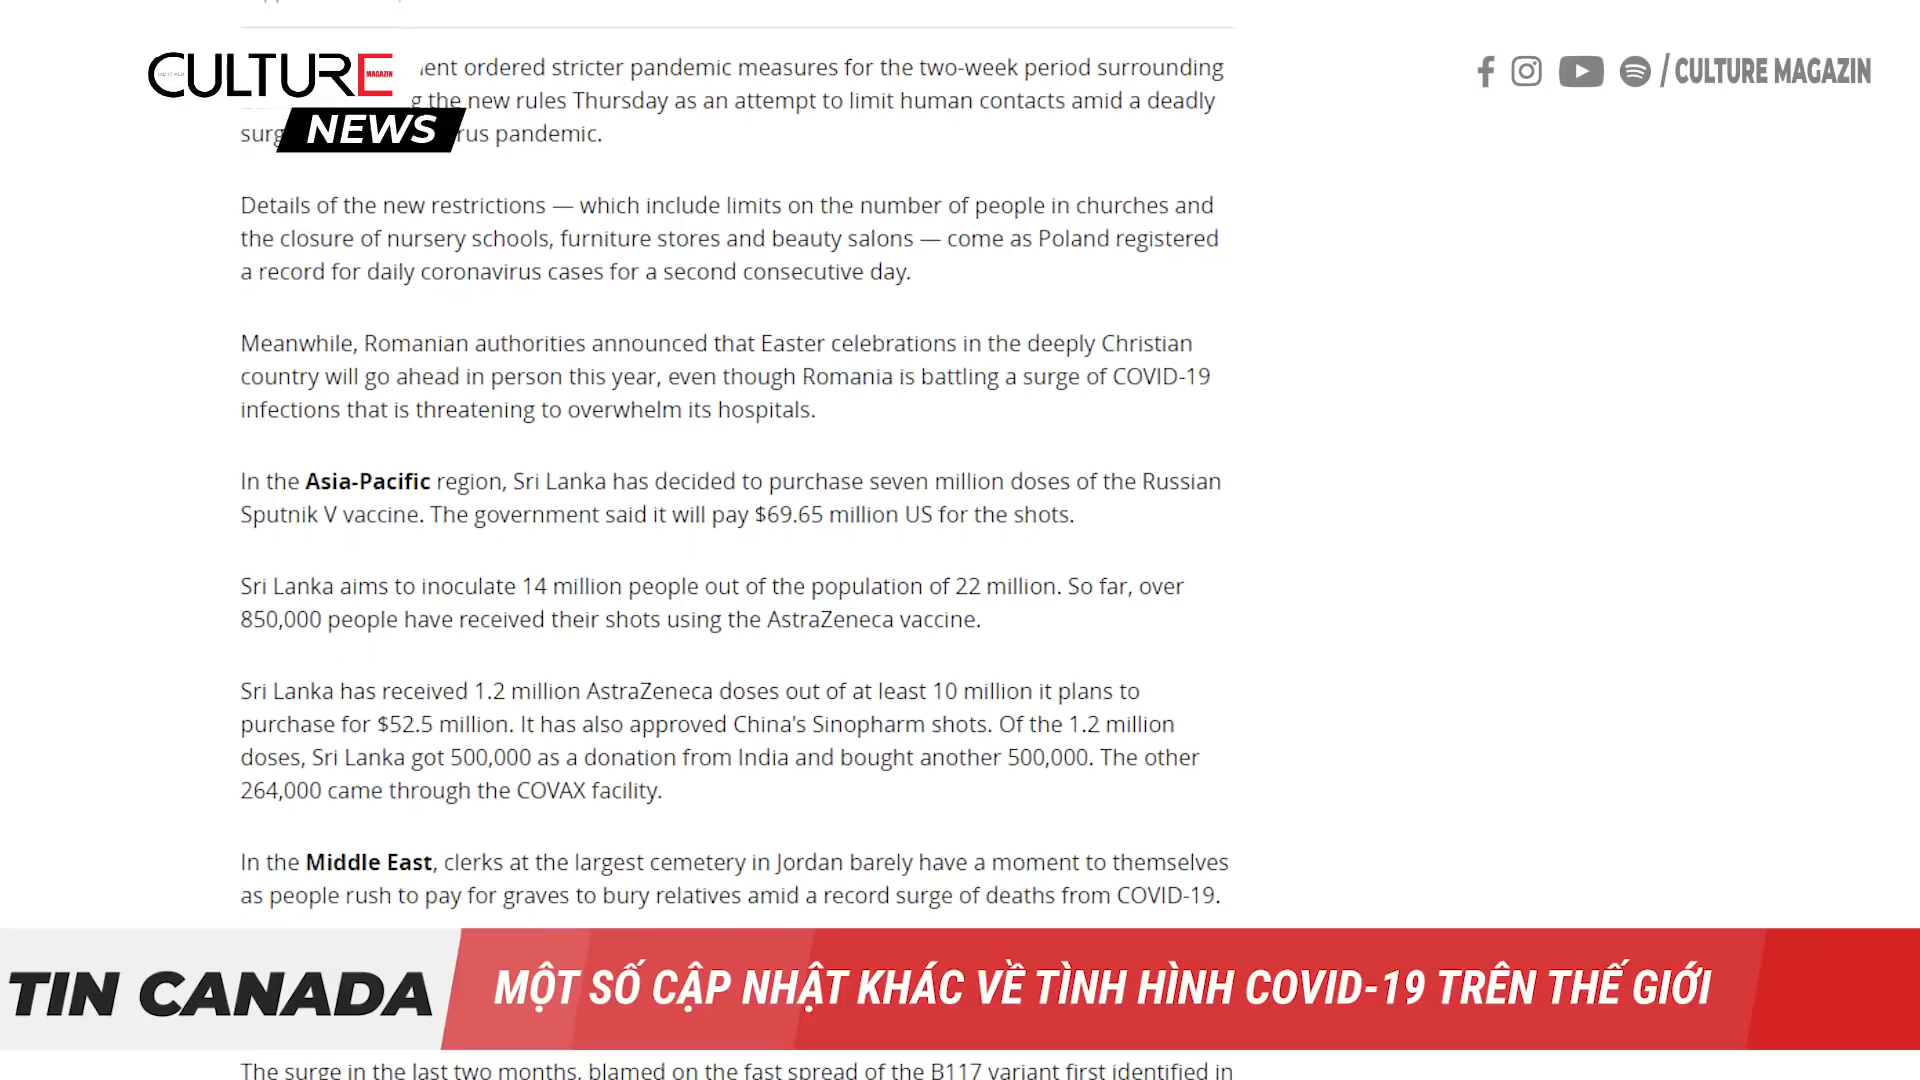 CULTURE
MAGAZIN
NEWS
/ CULTURE MAGAZIN
ent ordered stricter pandemic measures for the two-week period surrounding
g the new rules Thursday as an attempt to limit human contacts amid a deadly
surg rus pandemic.
Details of the new restrictions — which include limits on the number of people in churches and
the closure of nursery schools, furniture stores and beauty salons — come as Poland registered
a record for daily coronavirus cases for a second consecutive day.
Meanwhile, Romanian authorities announced that Easter celebrations in the deeply Christian
country will go ahead in person this year, even though Romania is battling a surge of COVID-19
infections that is threatening to overwhelm its hospitals.
In the Asia-Pacific region, Sri Lanka has decided to purchase seven million doses of the Russian
Sputnik V vaccine. The government said it will pay $69.65 million US for the shots.
Sri Lanka aims to inoculate 14 million people out of the population of 22 million. So far, over
850,000 people have received their shots using the AstraZeneca vaccine.
Sri Lanka has received 1.2 million AstraZeneca doses out of at least 10 million it plans to
purchase for $52.5 million. It has also approved China's Sinopharm shots. Of the 1.2 million
doses, Sri Lanka got 500,000 as a donation from India and bought another 500,000. The other
264,000 came through the COVAX facility.
In the Middle East, clerks at the largest cemetery in Jordan barely have a moment to themselves
as people rush to pay for graves to bury relatives amid a record surge of deaths from COVID-19.
TIN CANADA
MỘT SỐ CẬP NHẬT KHÁC VỀ TÌNH HÌNH COVID-19 TRÊN THẾ GIỚI
The surge in the last two months, blamed on the fast spread of the B117 variant first identified in